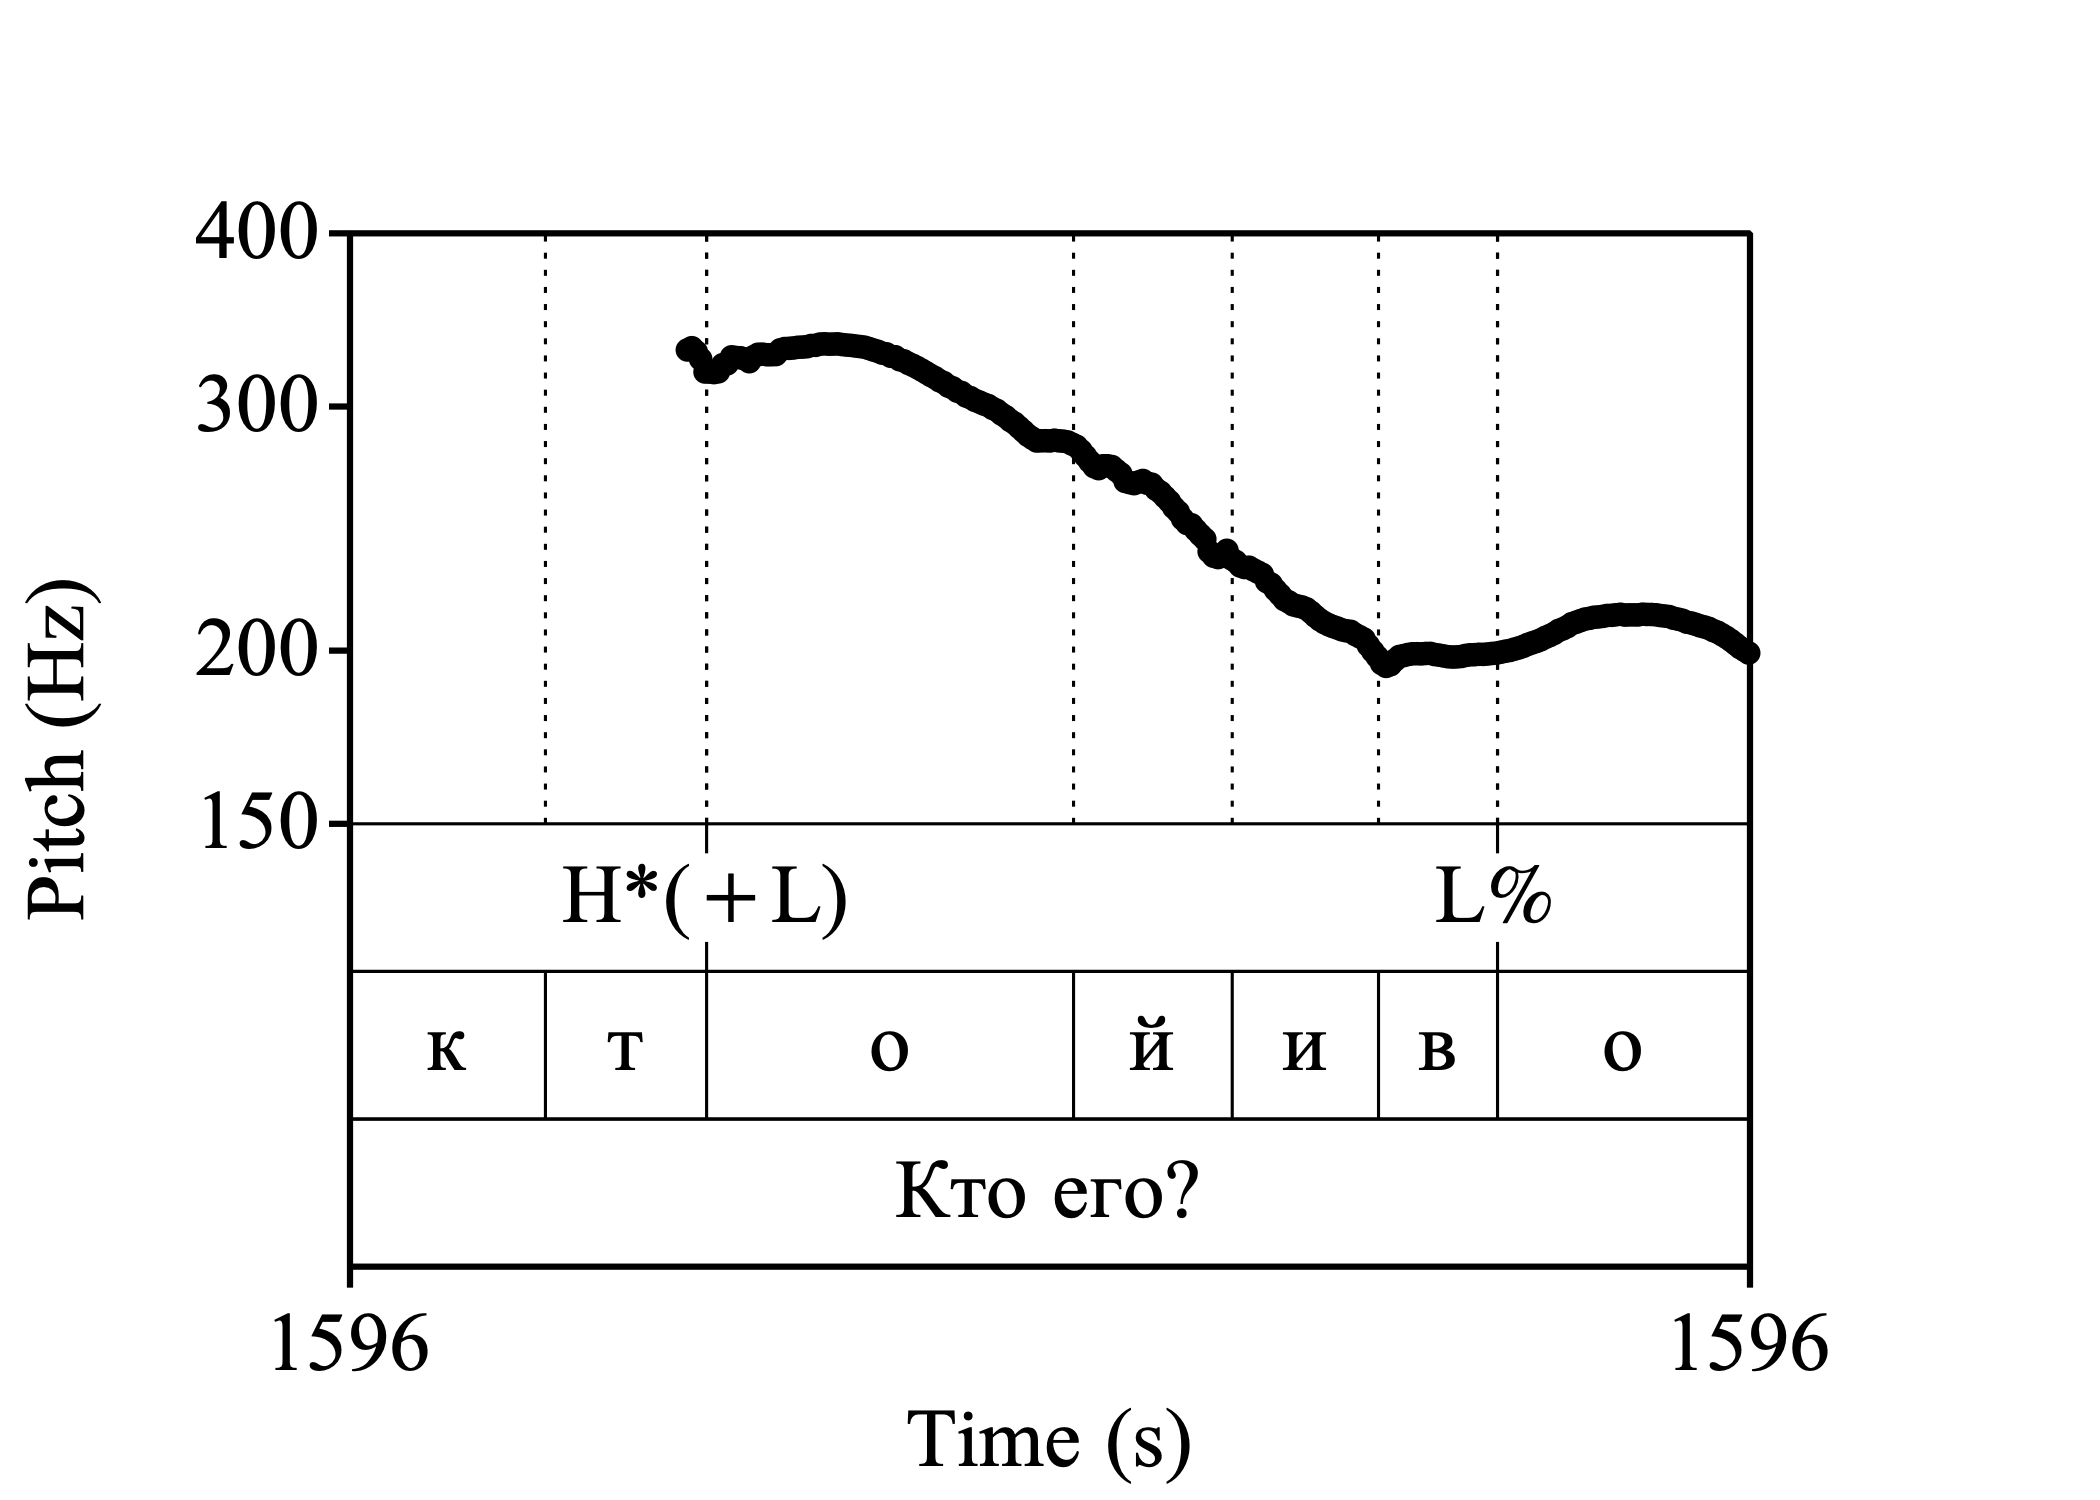 400
300
200
150
Pitch (Hz)
H*(+L) L%
к т о й и в о
Кто его?
1596 1596
Time (s)